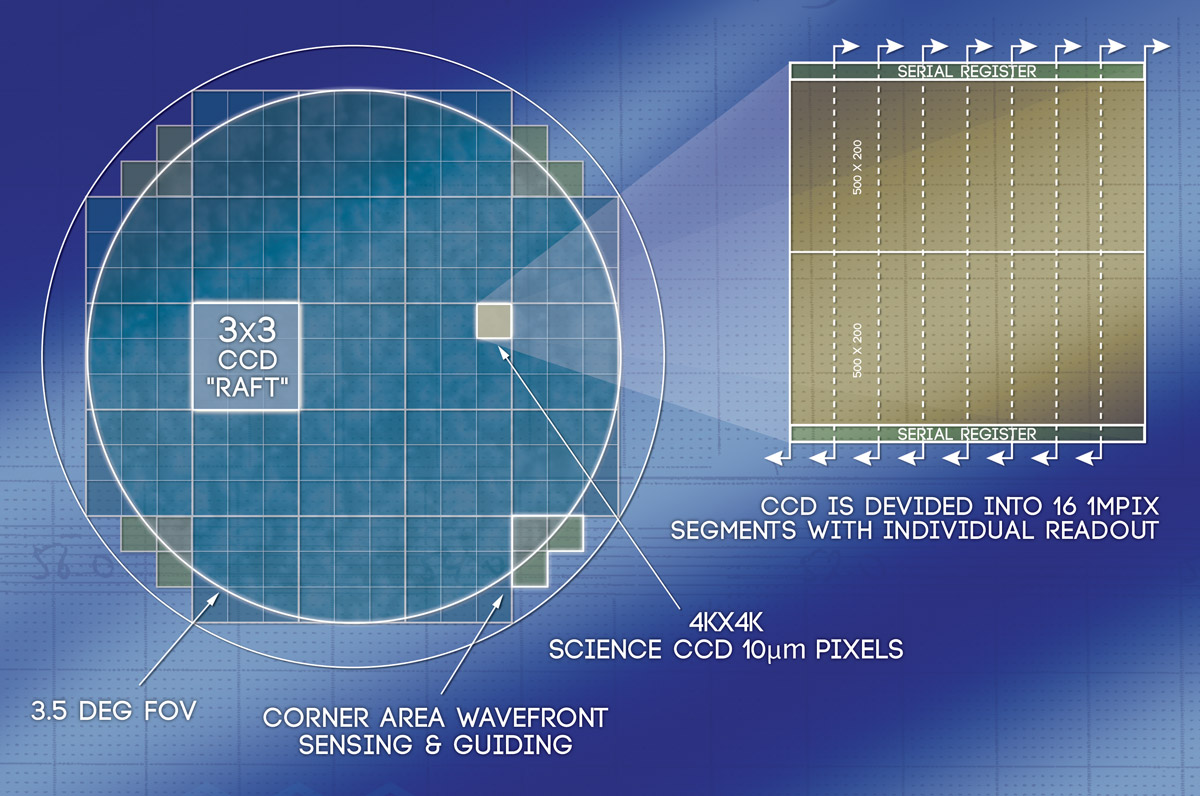 SERIAL REGISTER
500 X 200
500 X 200
SERIAL REGISTER
3x3
CCD
"RAFT"
CCD IS DEVIDED INTO 16 1MPIX
SEGMENTS WITH INDIVIDUAL READOUT
4KX4K
SCIENCE CCD 10μm PIXELS
3.5 DEG FOV
CORNER AREA WAVEFRONT
SENSING & GUIDING